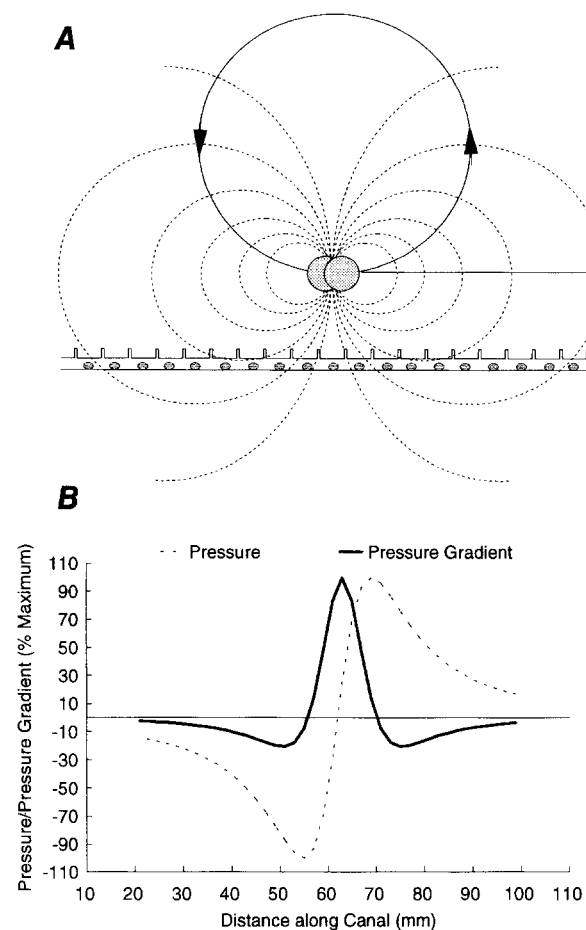 A
B
Pressure Pressure Gradient
Pressure/Pressure Gradient (% Maximum)
110
90
70
50
30
10
-10
-30
-50
-70
-90
-110
10 20 30 40 50 60 70 80 90 100 110
Distance along Canal (mm)